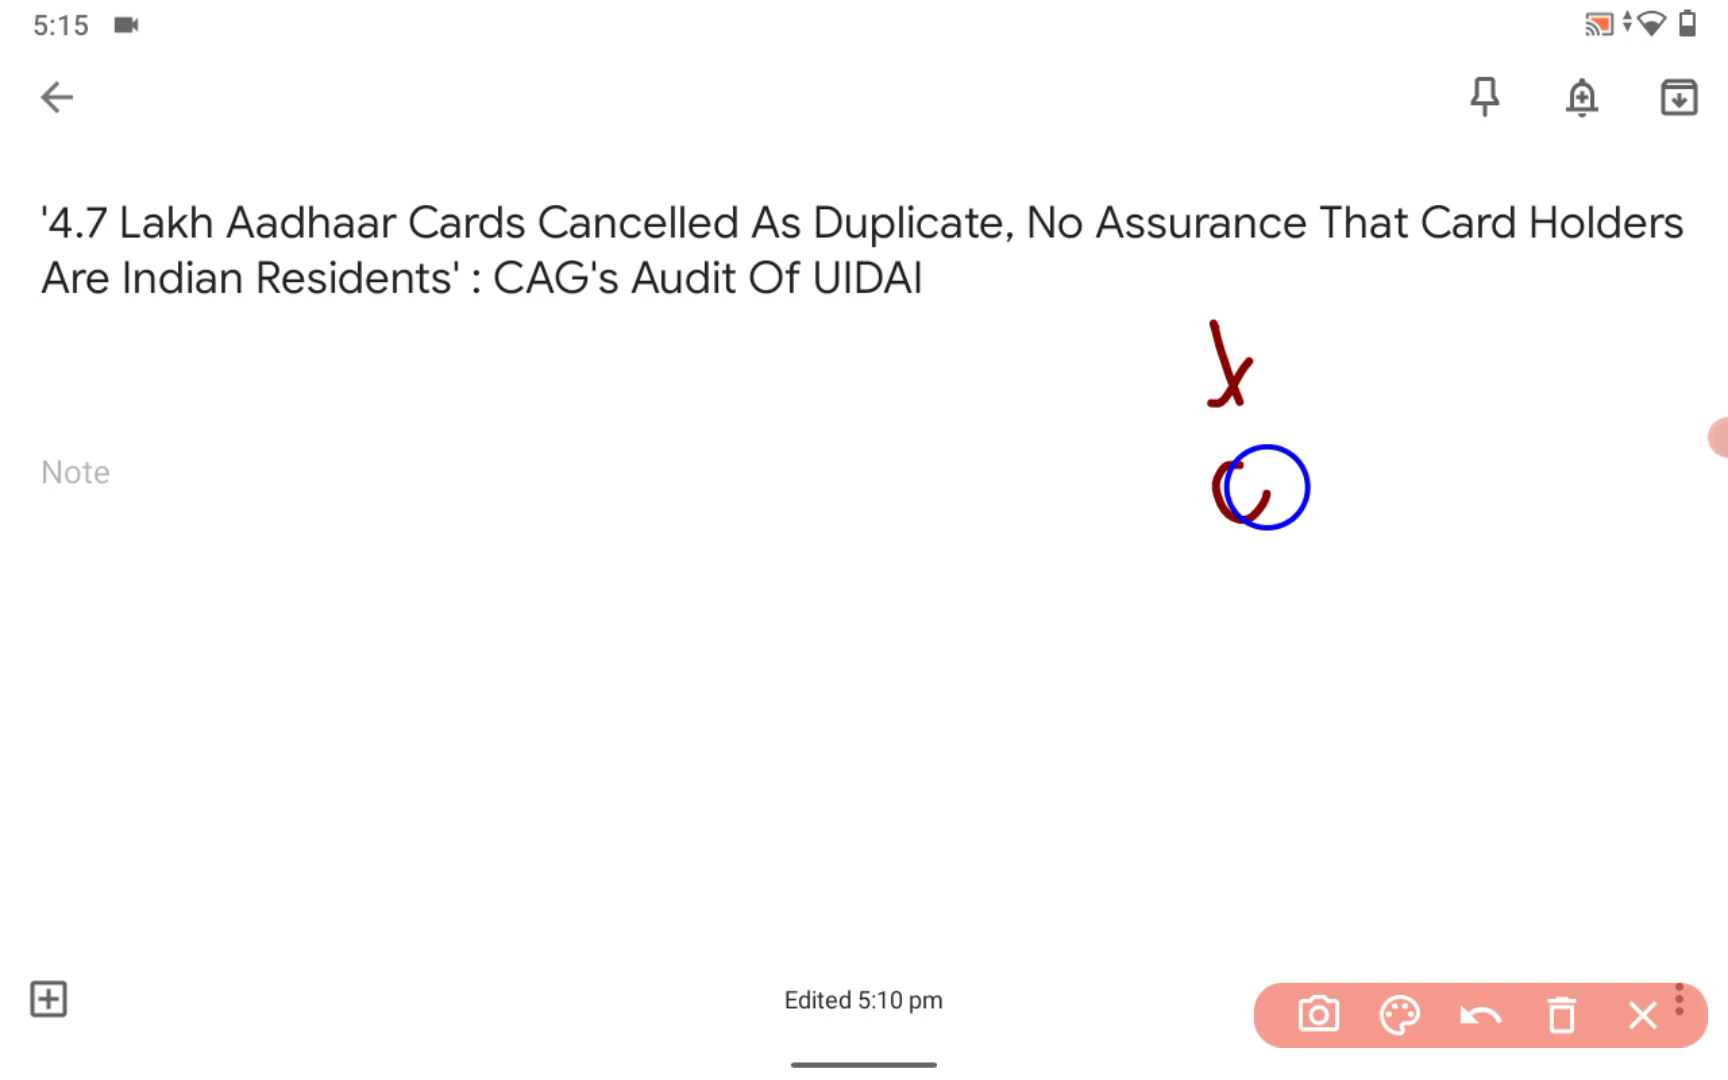 5:15
'4.7 Lakh Aadhaar Cards Cancelled As Duplicate, No Assurance That Card Holders
Are Indian Residents' : CAG's Audit Of UIDAI
Note
Edited 5:10 pm